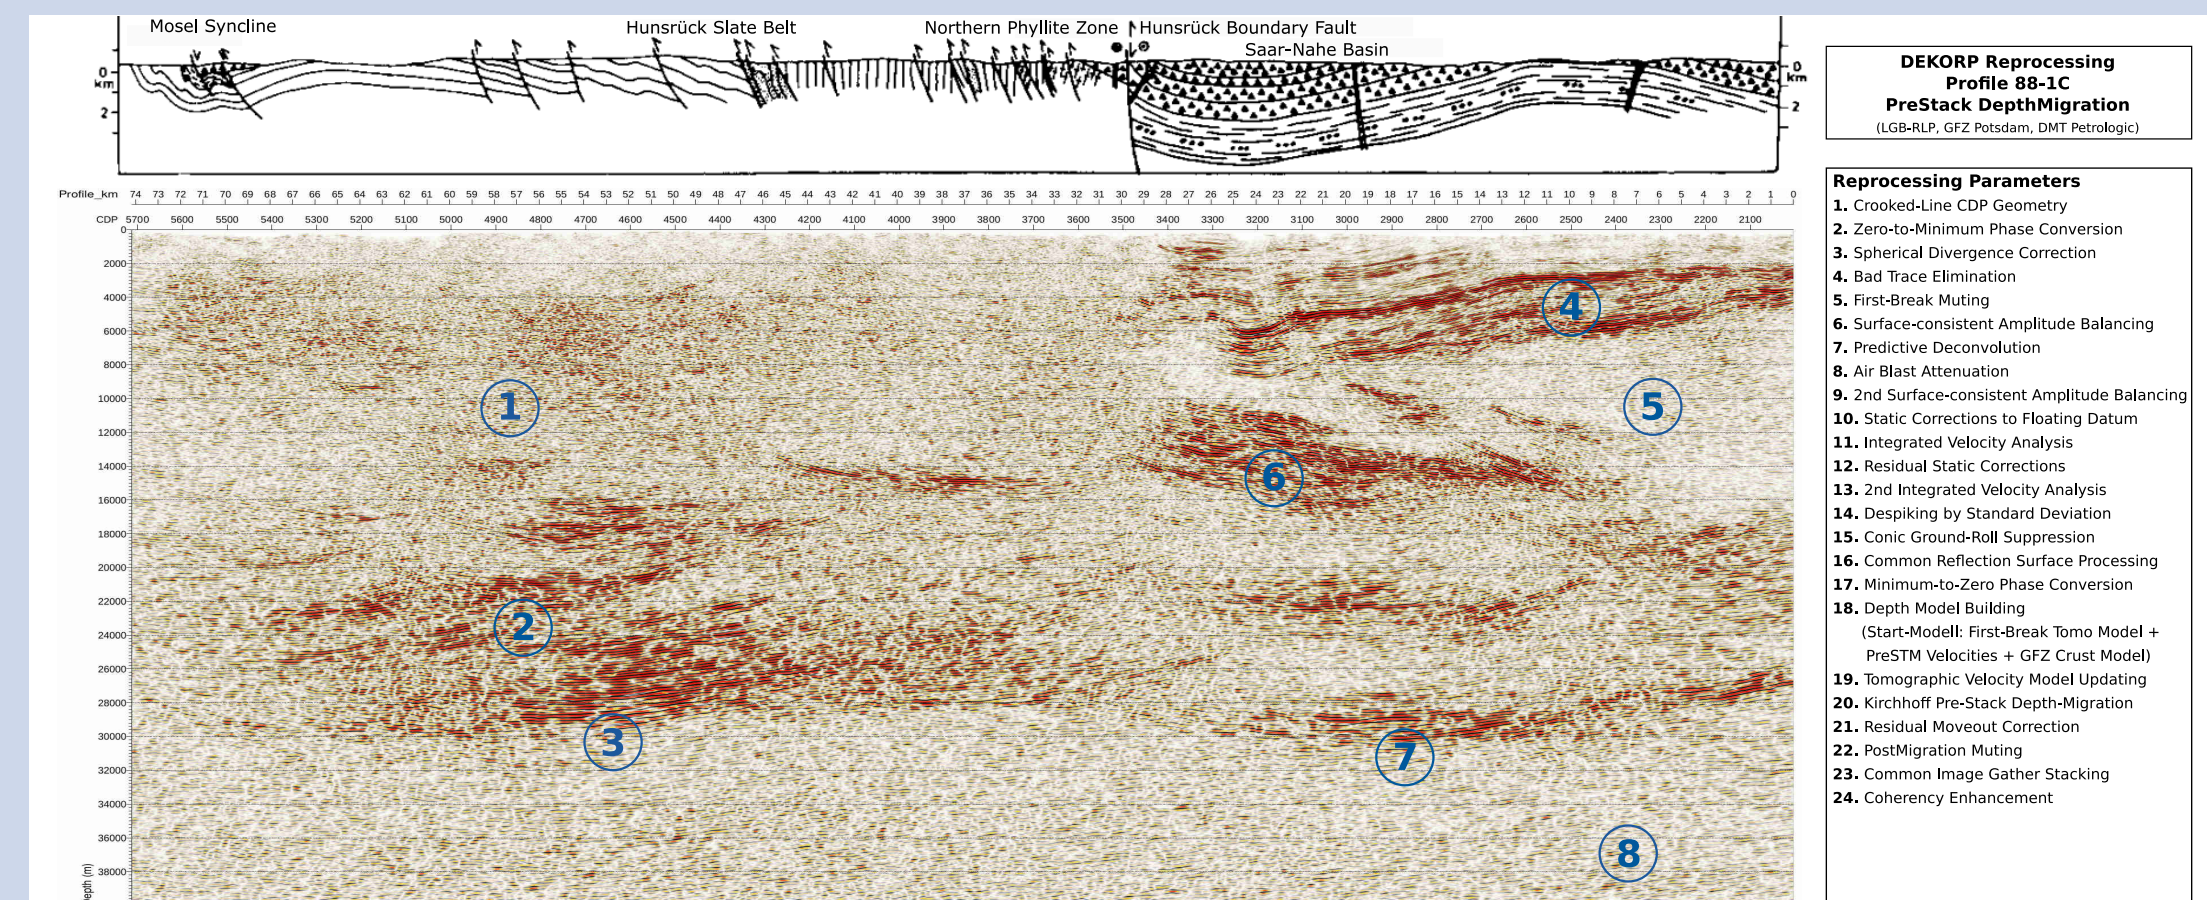 Mosel Syncline
Hunsrück Slate Belt
Northern Phyllite Zone
Hunsrück Boundary Fault
Saar-Nahe Basin
0
km
2
0
km
2
Profile_km 74 73 72 71 70 69 68 67 66 65 64 63 62 61 60 59 58 57 56 55 54 53 52 51 50 49 48 47 46 45 44 43 42 41 40 39 38 37 36 35 34 33 32 31 30 29 28 27 26 25 24 23 22 21 20 19 18 17 16 15 14 13 12 11 10 9 8 7 6 5 4 3 2 1 0
CDP 5700 5600 5500 5400 5300 5200 5100 5000 4900 4800 4700 4600 4500 4400 4300 4200 4100 4000 3900 3800 3700 3600 3500 3400 3300 3200 3100 3000 2900 2800 2700 2600 2500 2400 2300 2200 2100
0
2000
4000
6000
8000
10000
12000
14000
16000
18000
20000
22000
24000
26000
28000
30000
32000
34000
36000
38000
Depth (m)
1
2
3
4
5
6
7
8
DEKORP Reprocessing
Profile 88-1C
PreStack DepthMigration
(LGB-RLP, GFZ Potsdam, DMT Petrologic)
Reprocessing Parameters
1. Crooked-Line CDP Geometry
2. Zero-to-Minimum Phase Conversion
3. Spherical Divergence Correction
4. Bad Trace Elimination
5. First-Break Muting
6. Surface-consistent Amplitude Balancing
7. Predictive Deconvolution
8. Air Blast Attenuation
9. 2nd Surface-consistent Amplitude Balancing
10. Static Corrections to Floating Datum
11. Integrated Velocity Analysis
12. Residual Static Corrections
13. 2nd Integrated Velocity Analysis
14. Despiking by Standard Deviation
15. Conic Ground-Roll Suppression
16. Common Reflection Surface Processing
17. Minimum-to-Zero Phase Conversion
18. Depth Model Building
(Start-Modell: First-Break Tomo Model +
PreSTM Velocities + GFZ Crust Model)
19. Tomographic Velocity Model Updating
20. Kirchhoff Pre-Stack Depth-Migration
21. Residual Moveout Correction
22. PostMigration Muting
23. Common Image Gather Stacking
24. Coherency Enhancement